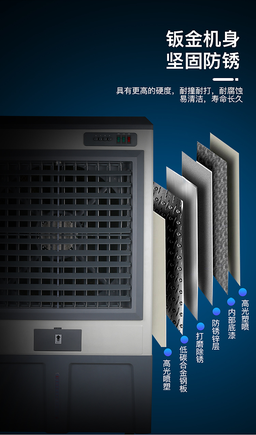 钣金机身
坚固防锈
具有更高的硬度，耐撞耐打，耐腐蚀
易清洁，寿命长久
高光塑喷
内部底漆
防锈锌层
打磨除锈
低碳合金钢板
高光喷塑